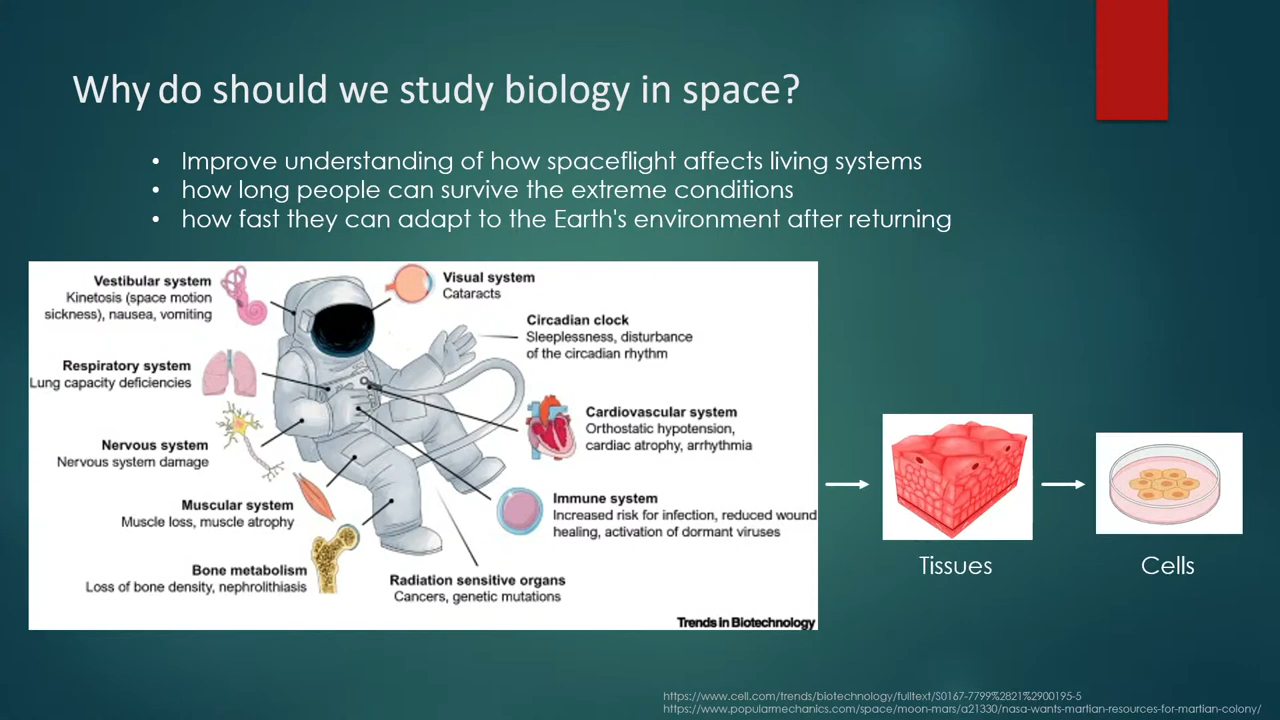 Why do should we study biology in space?
• Improve understanding of how spaceflight affects living systems
• how long people can survive the extreme conditions
• how fast they can adapt to the Earth's environment after returning
Vestibular system
Kinetosis (space motion
sickness), nausea, vomiting
Visual system
Cataracts
Circadian clock
Sleeplessness, disturbance
of the circadian rhythm
Respiratory system
Lung capacity deficiencies
Cardiovascular system
Orthostatic hypotension,
cardiac atrophy, arrhythmia
Nervous system
Nervous system damage
Muscular system
Muscle loss, muscle atrophy
Immune system
Increased risk for infection, reduced wound
healing, activation of dormant viruses
Bone metabolism
Loss of bone density, nephrolithiasis
Radiation sensitive organs
Cancers, genetic mutations
Trends in Biotechnology
Tissues
Cells
https://www.cell.com/trends/biotechnology/fulltext/S0167-7799%2821%2900195-5
https://www.popularmechanics.com/space/moon-mars/a21330/nasa-wants-martian-resources-for-martian-colony/